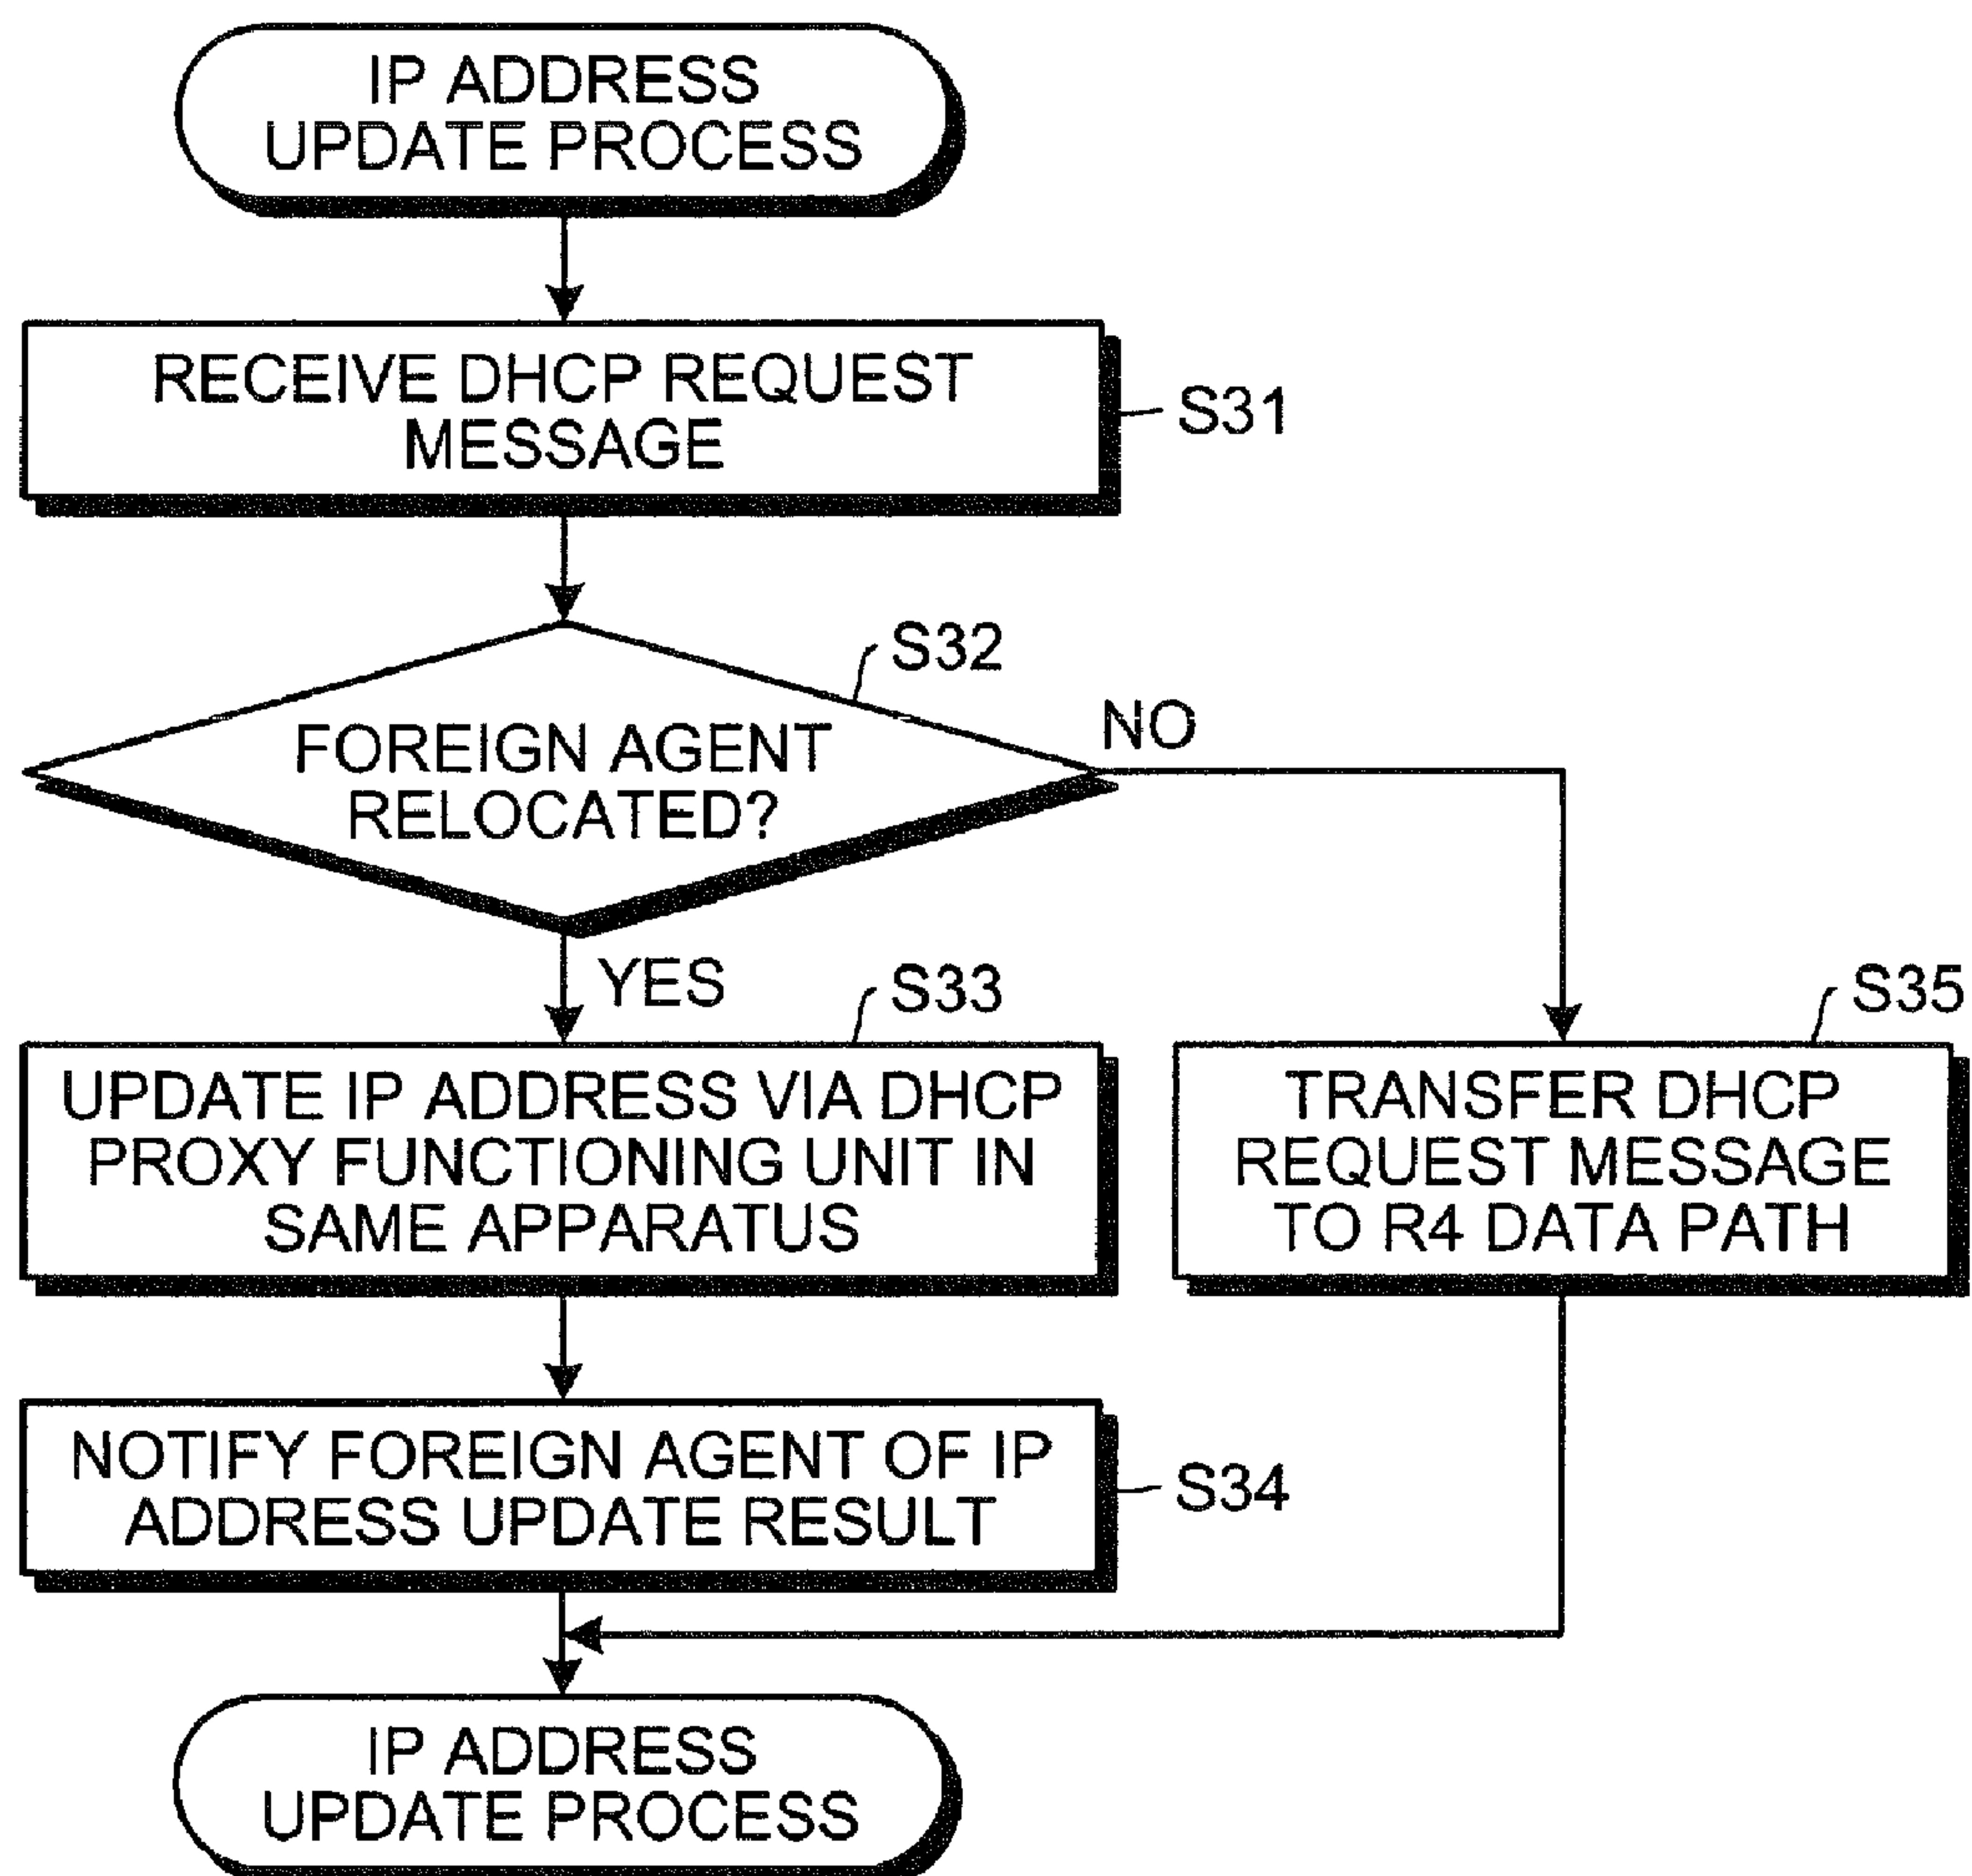 IP ADDRESS
UPDATE PROCESS
RECEIVE DHCP REQUEST
MESSAGE
S31
S32
FOREIGN AGENT
RELOCATED?
NO
YES
S33
UPDATE IP ADDRESS VIA DHCP
PROXY FUNCTIONING UNIT IN
SAME APPARATUS
S35
TRANSFER DHCP
REQUEST MESSAGE
TO R4 DATA PATH
NOTIFY FOREIGN AGENT OF IP
ADDRESS UPDATE RESULT
S34
IP ADDRESS
UPDATE PROCESS